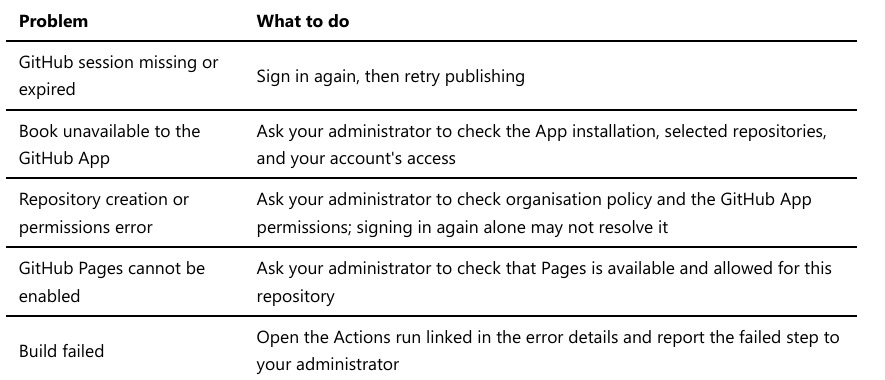 Problem What to do
GitHub session missing or
expired
Sign in again, then retry publishing
Book unavailable to the
GitHub App
Ask your administrator to check the App installation, selected repositories,
and your account's access
Repository creation or
permissions error
Ask your administrator to check organisation policy and the GitHub App
permissions; signing in again alone may not resolve it
GitHub Pages cannot be
enabled
Ask your administrator to check that Pages is available and allowed for this
repository
Build failed
Open the Actions run linked in the error details and report the failed step to
your administrator